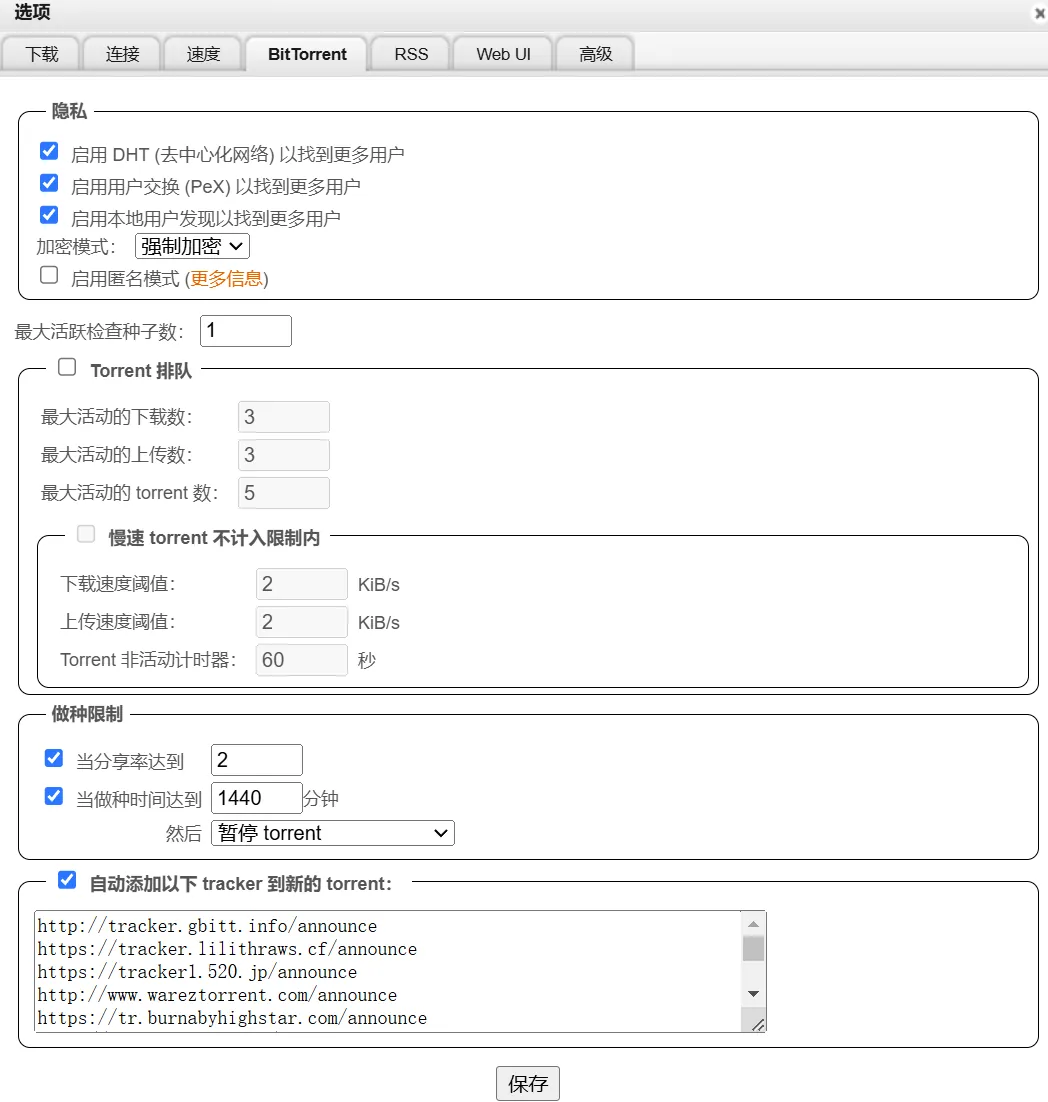 选项
下载 连接 速度 BitTorrent RSS Web UI 高级
隐私
启用 DHT (去中心化网络) 以找到更多用户
启用用户交换 (PeX) 以找到更多用户
启用本地用户发现以找到更多用户
加密模式： 强制加密
启用匿名模式 (更多信息)
最大活跃检查种子数： 1
Torrent 排队
最大活动的下载数： 3
最大活动的上传数： 3
最大活动的 torrent 数： 5
慢速 torrent 不计入限制内
下载速度阈值： 2 KiB/s
上传速度阈值： 2 KiB/s
Torrent 非活动计时器： 60 秒
做种限制
当分享率达到 2
当做种时间达到 1440 分钟
然后 暂停 torrent
自动添加以下 tracker 到新的 torrent：
http://tracker.gbitt.info/announce
https://tracker.lilithraws.cf/announce
https://tracker1.520.jp/announce
http://www.wareztorrent.com/announce
https://tr.burnabyhighstar.com/announce
保存